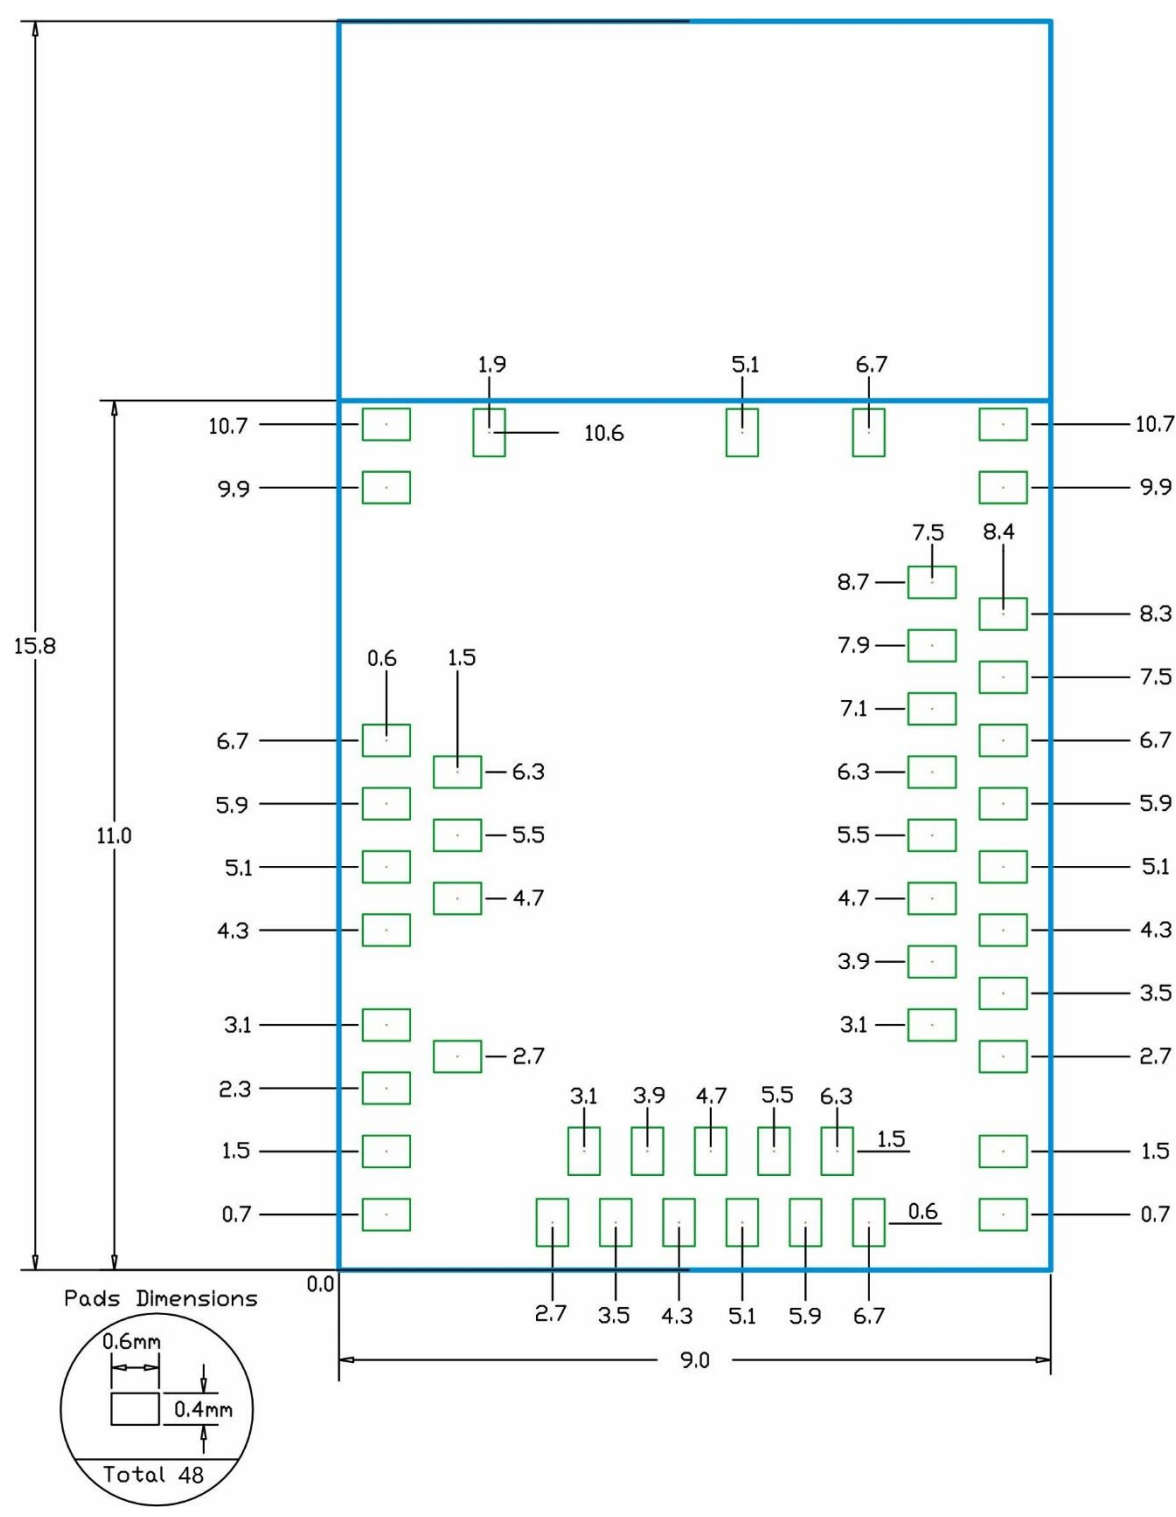 1.9 5.1 6.7
10.7 10.6 10.7
9.9 9.9
7.5 8.4
8.7
8.3
15.8 7.9
0.6 1.5
7.5
7.1
6.7 6.7
6.3 6.3
5.9 5.9
11.0 5.5 5.5
5.1 5.1
4.7 4.7
4.3 4.3
3.9
3.5
3.1 3.1
2.7 2.7
2.3
3.1 3.9 4.7 5.5 6.3
1.5 1.5 1.5
0.7 0.6 0.7
0.0
Pads Dimensions
2.7 3.5 4.3 5.1 5.9 6.7
0.6mm
9.0
0.4mm
Total 48